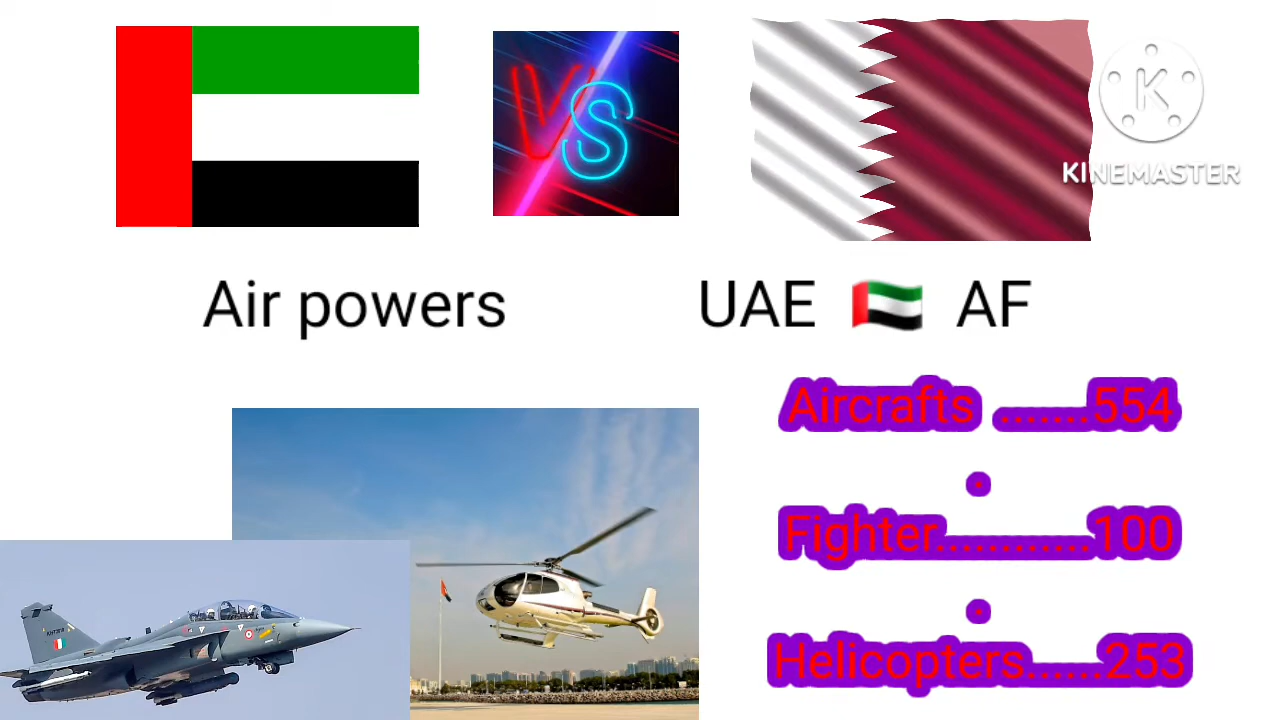 VS
K
KINEMASTER
Air powers
UAE 🇦🇪 AF
Aircrafts .......554
.
Fighter............100
.
Helicopters......253